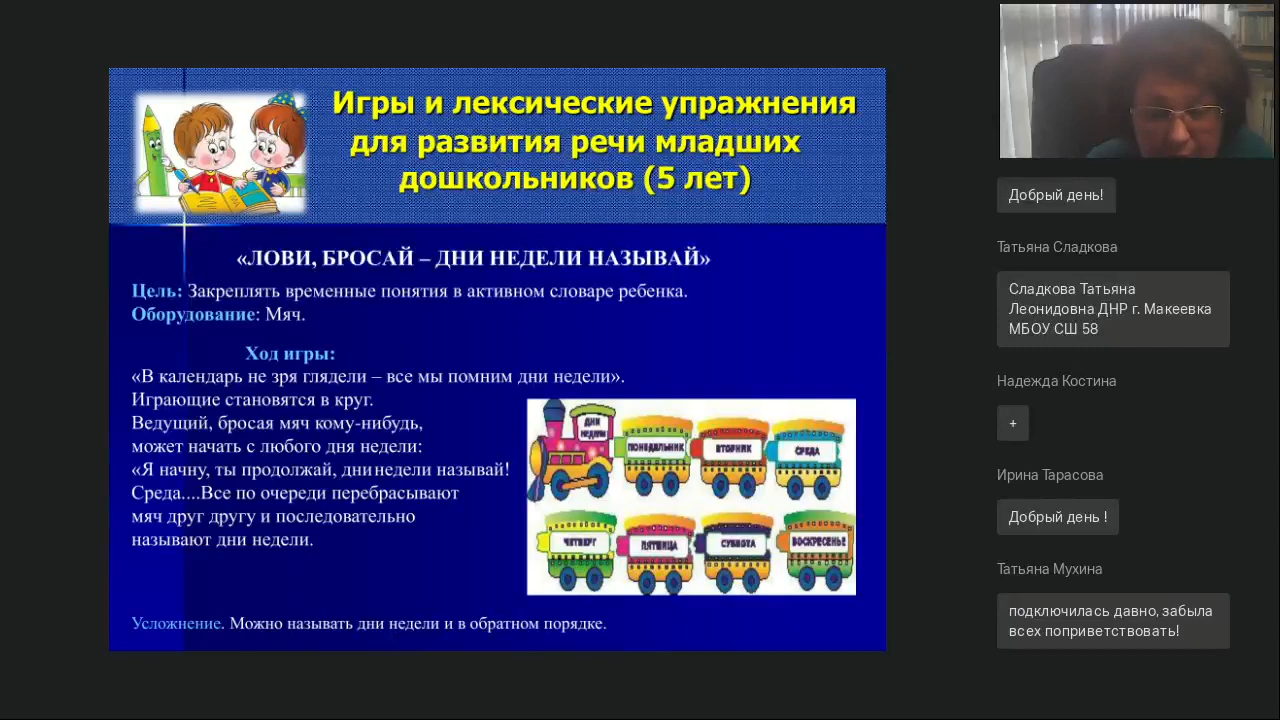 Игры и лексические упражнения
для развития речи младших
дошкольников (5 лет)
«ЛОВИ, БРОСАЙ – ДНИ НЕДЕЛИ НАЗЫВАЙ»
Цель: Закреплять временные понятия в активном словаре ребенка.
Оборудование: Мяч.
Ход игры:
«В календарь не зря глядели – все мы помним дни недели».
Играющие становятся в круг.
Ведущий, бросая мяч кому-нибудь,
может начать с любого дня недели:
«Я начну, ты продолжай, дни недели называй!
Среда....Все по очереди перебрасывают
мяч друг другу и последовательно
называют дни недели.
ДНИ
НЕДЕЛИ
ПОНЕДЕЛЬНИК
ВТОРНИК
СРЕДА
ЧЕТВЕРГ
ПЯТНИЦА
СУББОТА
ВОСКРЕСЕНЬЕ
Усложнение. Можно называть дни недели и в обратном порядке.
Добрый день!
Татьяна Сладкова
Сладкова Татьяна
Леонидовна ДНР г. Макеевка
МБОУ СШ 58
Надежда Костина
+
Ирина Тарасова
Добрый день !
Татьяна Мухина
подключилась давно, забыла
всех поприветствовать!